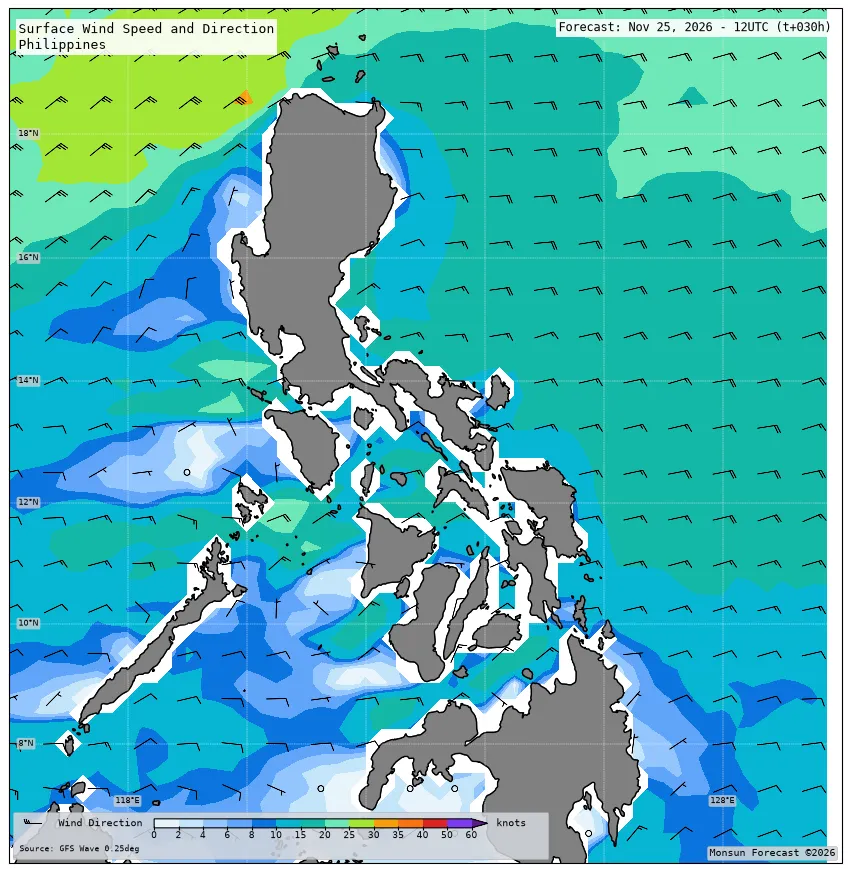 Surface Wind Speed and Direction
Philippines
Forecast: Nov 25, 2026 - 12UTC (t+030h)
18°N
16°N
14°N
12°N
10°N
8°N
118°E
128°E
Wind Direction
0 2 4 6 8 10 15 20 25 30 35 40 50 60
knots
Source: GFS Wave 0.25deg
Monsun Forecast ©2026